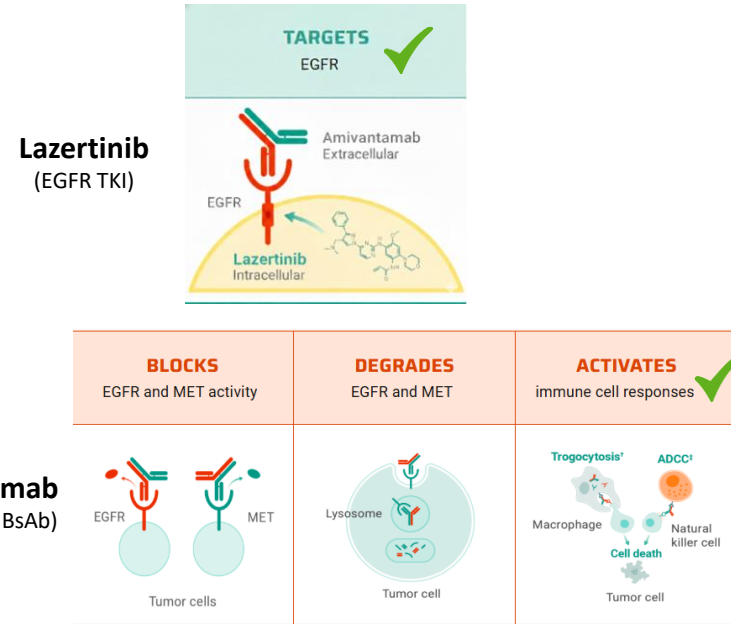 TARGETS
EGFR
Lazertinib
(EGFR TKI)
Amivantamab
Extracellular
EGFR
Lazertinib
Intracellular
BLOCKS
EGFR and MET activity
DEGRADES
EGFR and MET
ACTIVATES
immune cell responses
mab
BsAb)
EGFR
MET
Tumor cells
Lysosome
Tumor cell
Trogocytosis†
ADCC‡
Macrophage
Natural
killer cell
Cell death
Tumor cell